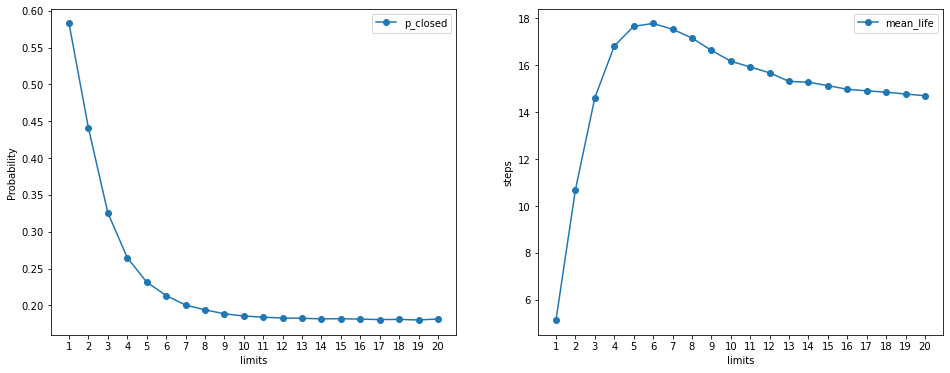 p_closed
Probability
0.60
0.55
0.50
0.45
0.40
0.35
0.30
0.25
0.20
1 2 3 4 5 6 7 8 9 10 11 12 13 14 15 16 17 18 19 20
limits
mean_life
steps
18
16
14
12
10
8
6
1 2 3 4 5 6 7 8 9 10 11 12 13 14 15 16 17 18 19 20
limits